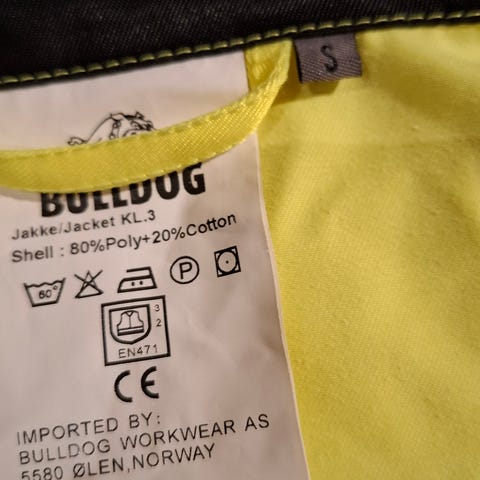 S
BULLDOG
Jakke/Jacket KL.3
Shell : 80%Poly+20%Cotton
60° P
3
2
EN471
CE
IMPORTED BY:
BULLDOG WORKWEAR AS
5580 ØLEN,NORWAY